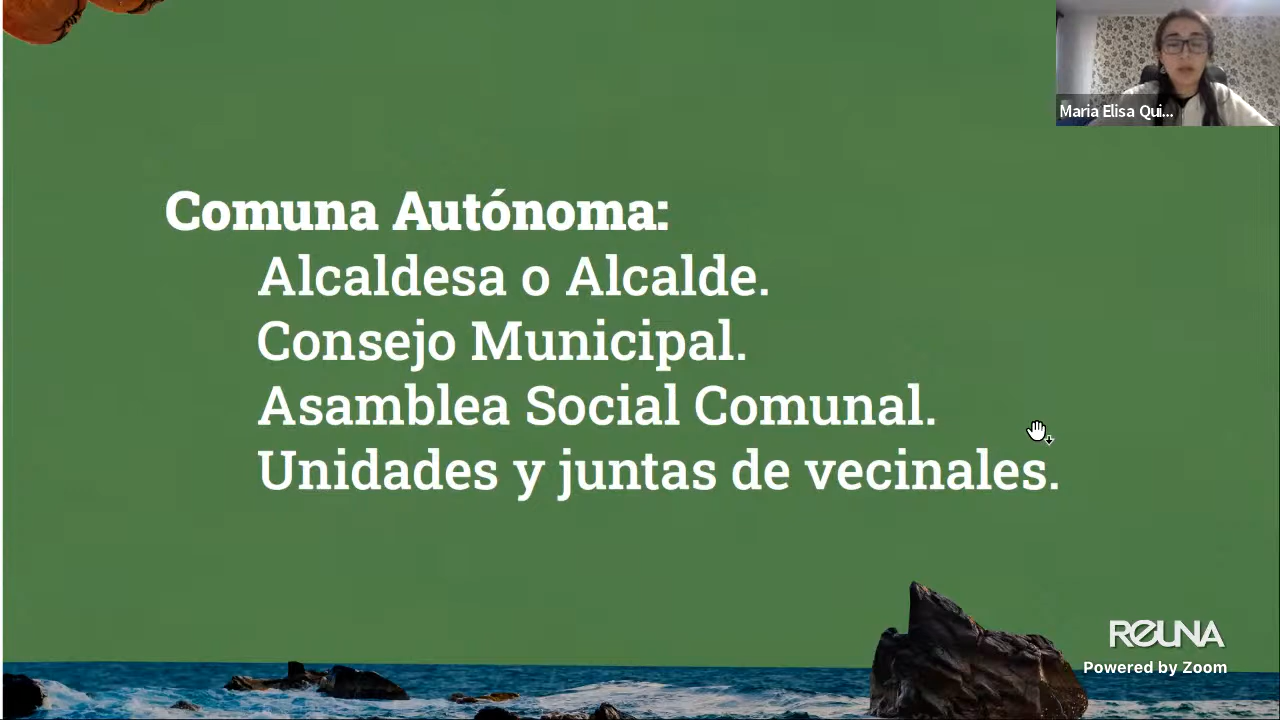 Maria Elisa Qui...
Comuna Autónoma:
Alcaldesa o Alcalde.
Consejo Municipal.
Asamblea Social Comunal.
Unidades y juntas de vecinales.
REUNA
Powered by Zoom